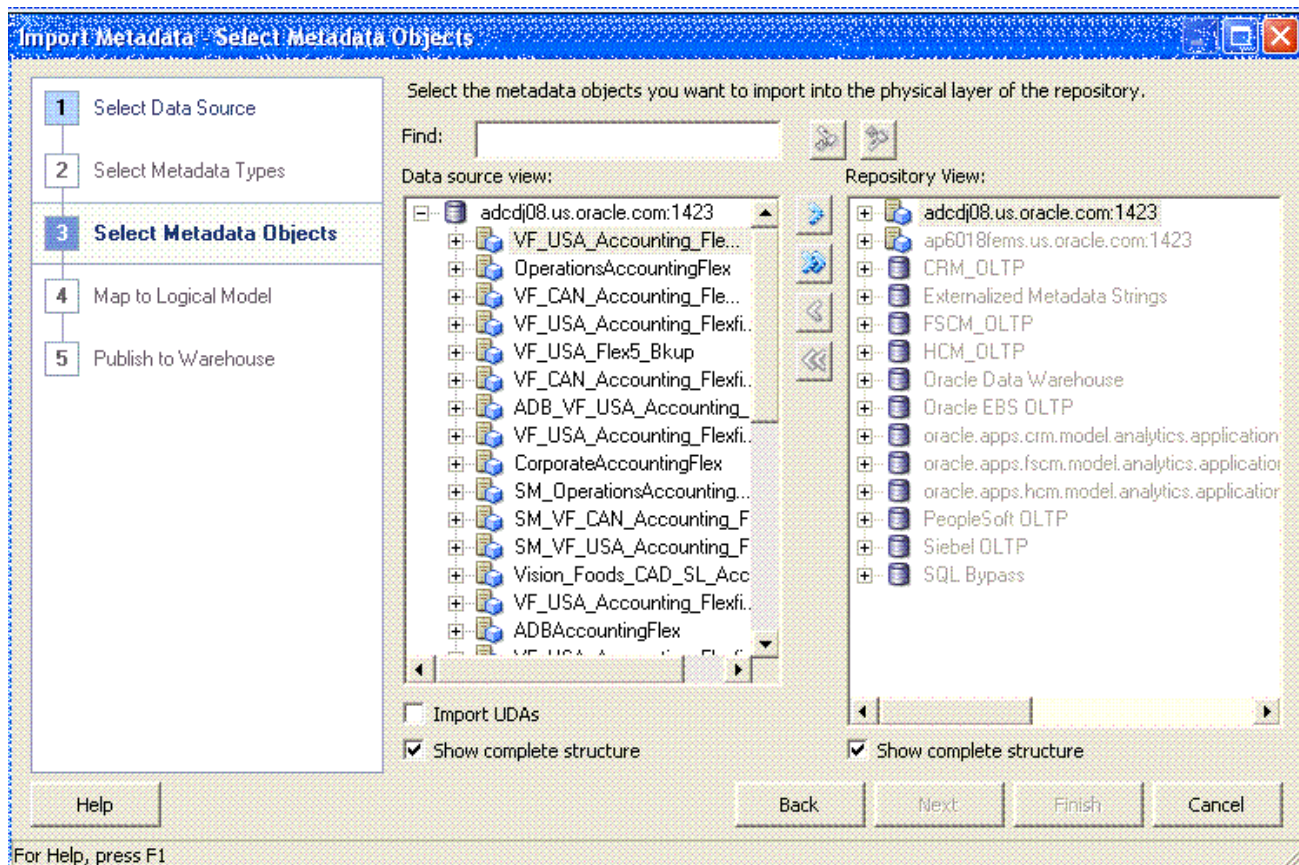 Import Metadata - Select Metadata Objects
1 Select Data Source
2 Select Metadata Types
3 Select Metadata Objects
4 Map to Logical Model
5 Publish to Warehouse
Select the metadata objects you want to import into the physical layer of the repository.
Find:
Data source view:
adcdj08.us.oracle.com:1423
VF_USA_Accounting_Fle...
OperationsAccountingFlex
VF_CAN_Accounting_Fle...
VF_USA_Accounting_Flexfi...
VF_USA_Flex5_Bkup
VF_CAN_Accounting_Flexfi..
ADB_VF_USA_Accounting_
VF_USA_Accounting_Flexfi..
CorporateAccountingFlex
SM_OperationsAccounting...
SM_VF_CAN_Accounting_F
SM_VF_USA_Accounting_F
Vision_Foods_CAD_SL_Acc
VF_USA_Accounting_Flexfi..
ADBAccountingFlex
Import UDAs
Show complete structure
Repository View:
adcdj08.us.oracle.com:1423
ap6018fems.us.oracle.com:1423
CRM_OLTP
Externalized Metadata Strings
FSCM_OLTP
HCM_OLTP
Oracle Data Warehouse
Oracle EBS OLTP
oracle.apps.crm.model.analytics.application
oracle.apps.fscm.model.analytics.application
oracle.apps.hcm.model.analytics.application
PeopleSoft OLTP
Siebel OLTP
SQL Bypass
Show complete structure
Help
Back
Next
Finish
Cancel
For Help, press F1